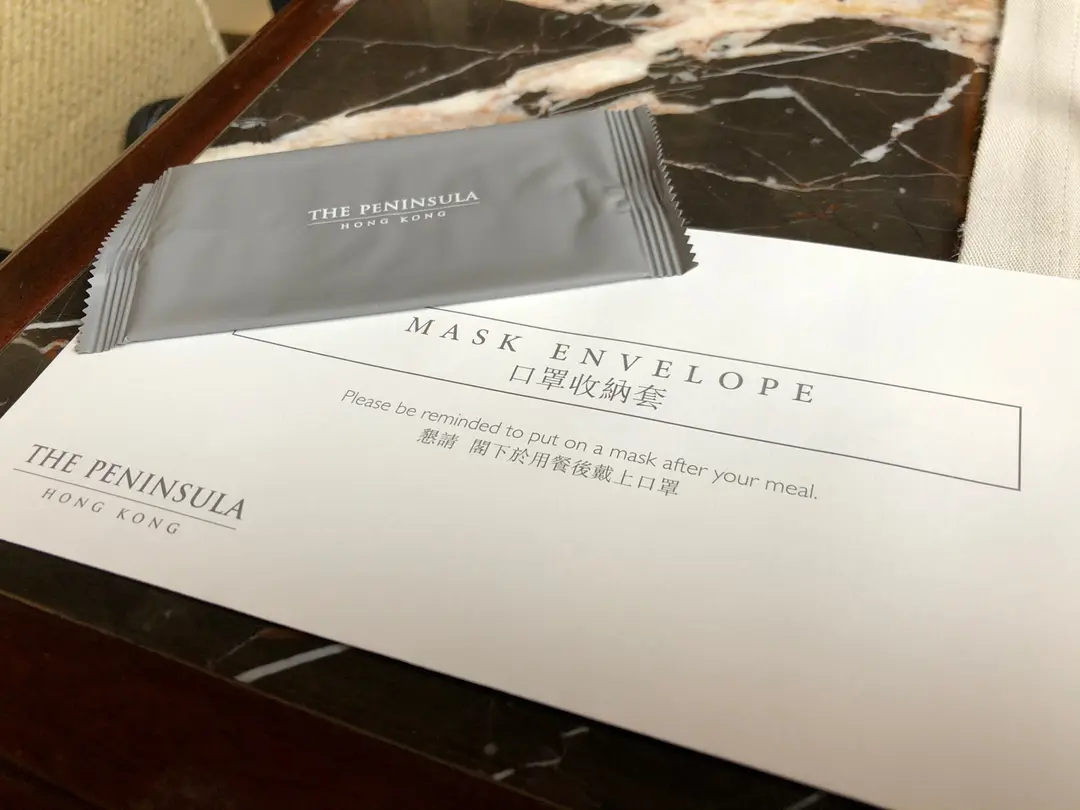 THE PENINSULA
HONG KONG
MASK ENVELOPE
口罩收納套
Please be reminded to put on a mask after your meal.
懇請 閣下於用餐後戴上口罩
THE PENINSULA
HONG KONG